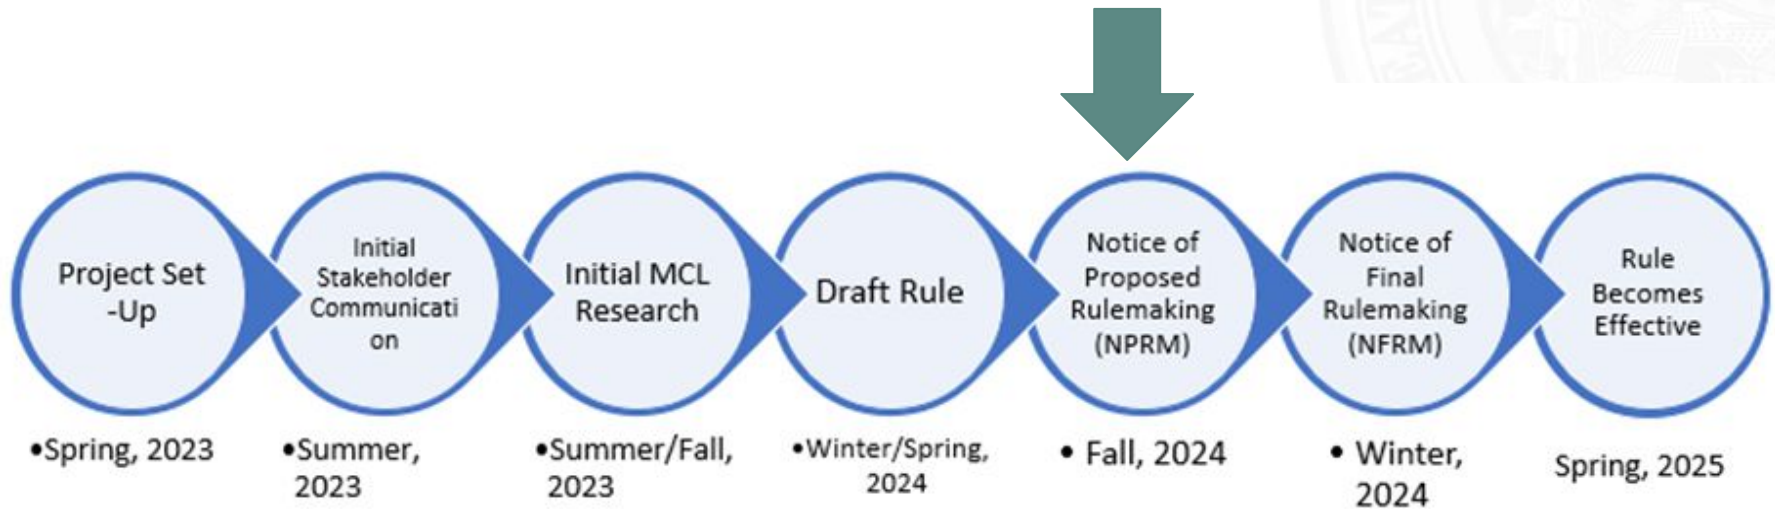 Project Set
-Up
Initial
Stakeholder
Communicati
on
Initial MCL
Research
Draft Rule
Notice of
Proposed
Rulemaking
(NPRM)
Notice of
Final
Rulemaking
(NFRM)
Rule
Becomes
Effective
•Spring, 2023
•Summer,
2023
•Summer/Fall,
2023
•Winter/Spring,
2024
• Fall, 2024
• Winter,
2024
Spring, 2025